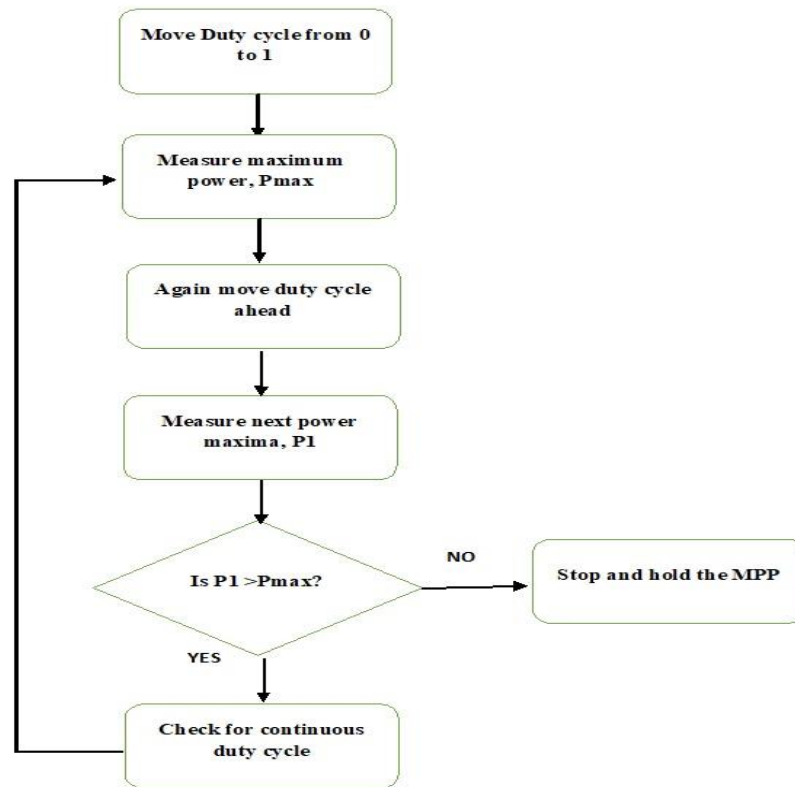 Move Duty cycle from 0
to 1
Measure maximum
power, Pmax
Again move duty cycle
ahead
Measure next power
maxima, P1
Is P1 >Pmax?
NO
Stop and hold the MPP
YES
Check for continuous
duty cycle